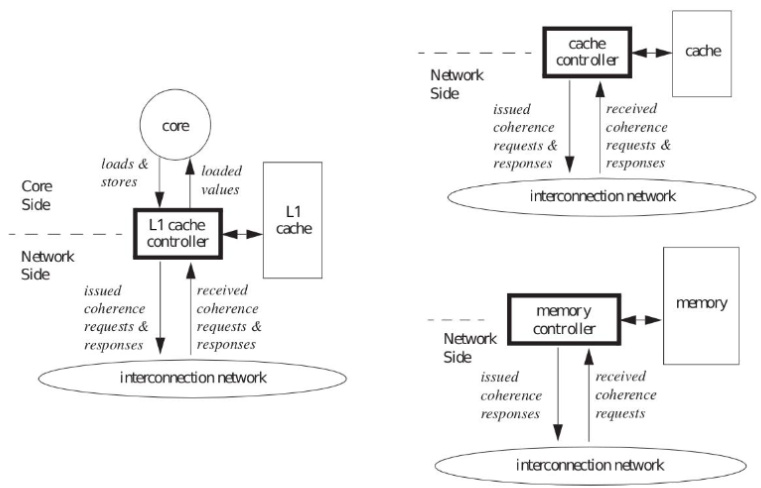 core
loads &
stores
loaded
values
Core
Side
L1 cache
controller
L1
cache
Network
Side
issued
coherence
requests &
responses
received
coherence
requests &
responses
interconnection network
cache
controller
cache
Network
Side
issued
coherence
requests &
responses
received
coherence
requests &
responses
interconnection network
memory
controller
memory
Network
Side
issued
coherence
responses
received
coherence
requests
interconnection network